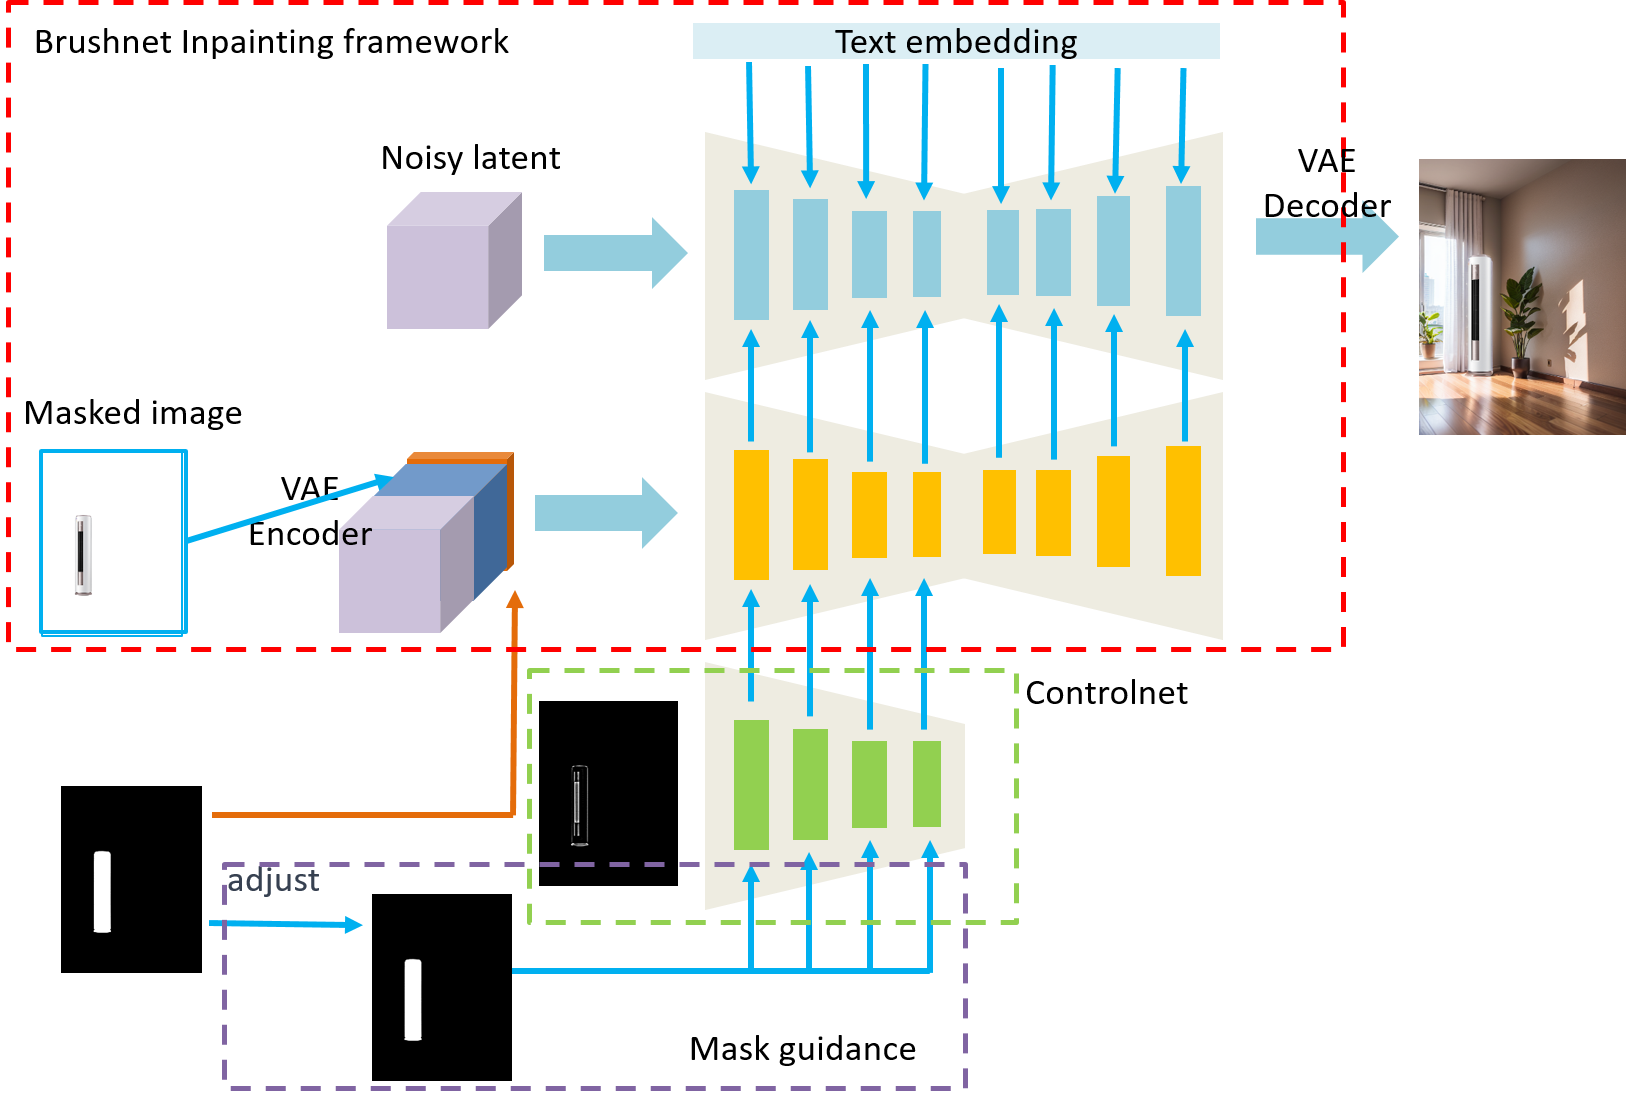 Brushnet Inpainting framework
Text embedding
Noisy latent
VAE
Decoder
Masked image
VAE
Encoder
Controlnet
adjust
Mask guidance